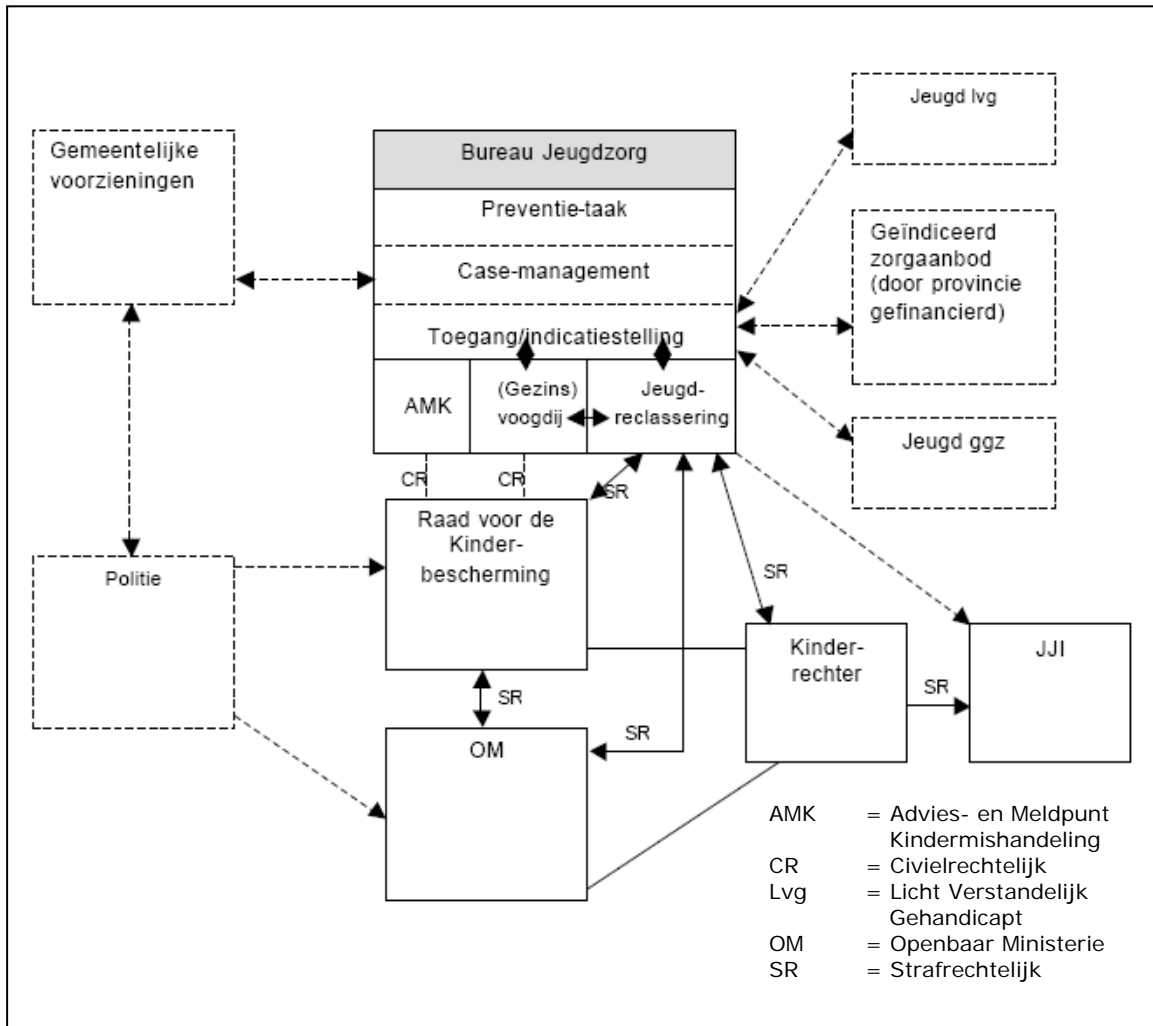 Jeugd lvg
Gemeentelijke
voorzieningen
Bureau Jeugdzorg
Preventie-taak
Case-management
Toegang/indicatiestelling
Geïndiceerd
zorgaanbod
(door provincie
gefinancierd)
AMK
(Gezins)
voogdij
Jeugd-
reclassering
Jeugd ggz
CR
CR
SR
Raad voor de
Kinder-
bescherming
Politie
SR
Kinder-
rechter
JJI
SR
SR
SR
OM
AMK = Advies- en Meldpunt
Kindermishandeling
CR = Civielrechtelijk
Lvg = Licht Verstandelijk
Gehandicapt
OM = Openbaar Ministerie
SR = Strafrechtelijk